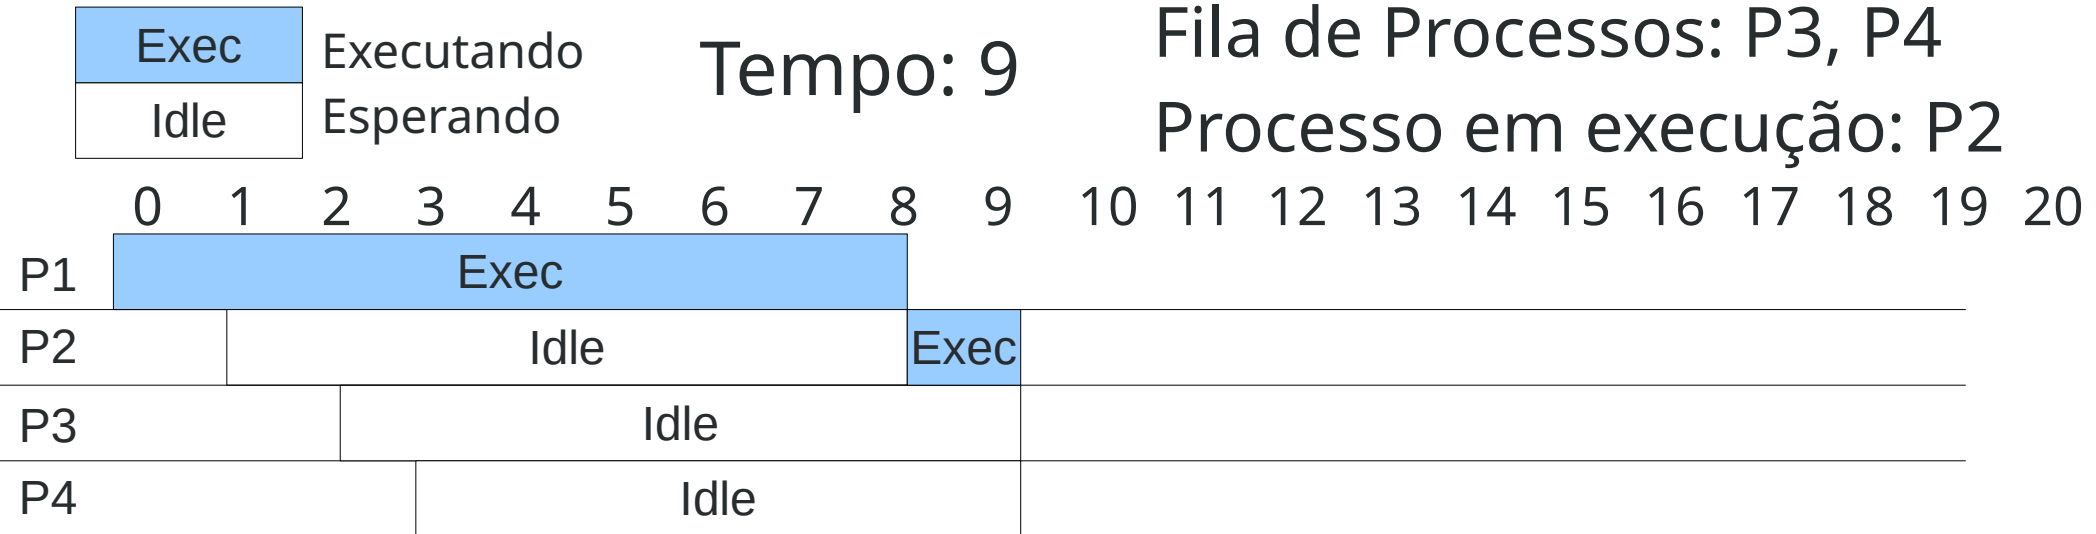 Exec
Executando
Idle
Esperando
Tempo: 9
Fila de Processos: P3, P4
Processo em execução: P2
0 1 2 3 4 5 6 7 8 9 10 11 12 13 14 15 16 17 18 19 20
P1 Exec
P2 Idle Exec
P3 Idle
P4 Idle